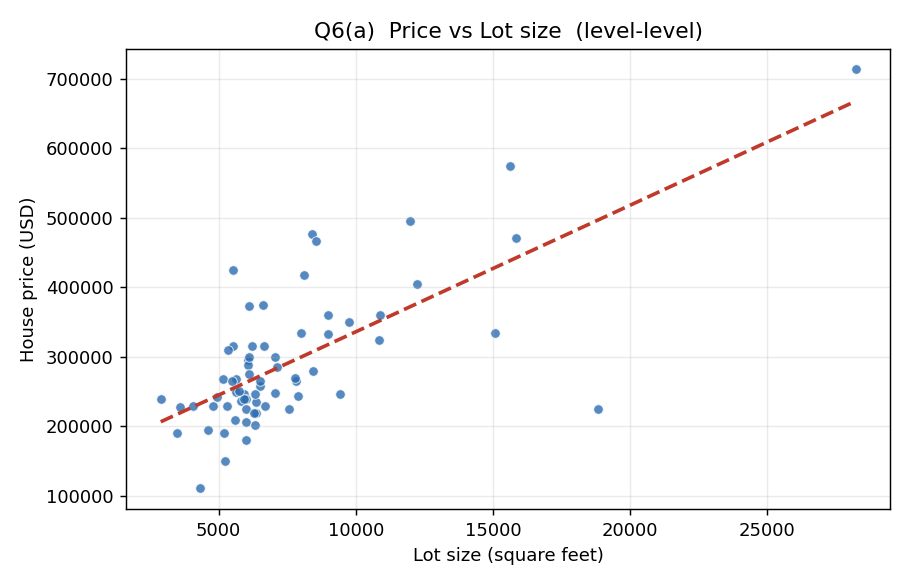 Q6(a)  Price vs Lot size  (level-level)
700000
600000
500000
400000
300000
200000
100000
House price (USD)
5000 10000 15000 20000 25000
Lot size (square feet)